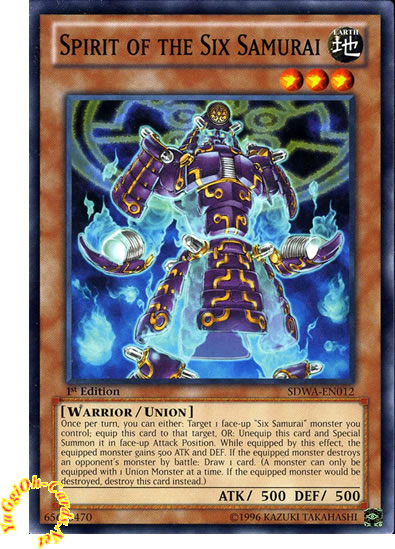 SPIRIT OF THE SIX SAMURAI
EARTH
地
1st Edition
SDWA-EN012
[WARRIOR / UNION]
Once per turn, you can either: Target 1 face-up "Six Samurai" monster you
control; equip this card to that target, OR: Unequip this card and Special
Summon it in face-up Attack Position. While equipped by this effect, the
equipped monster gains 500 ATK and DEF. If the equipped monster destroys
an opponent's monster by battle: Draw 1 card. (A monster can only be
equipped with 1 Union Monster at a time. If the equipped monster would be
destroyed, destroy this card instead.)
ATK / 500 DEF / 500
470
©1996 KAZUKI TAKAHASHI
YuGeiOh-Cards.Net